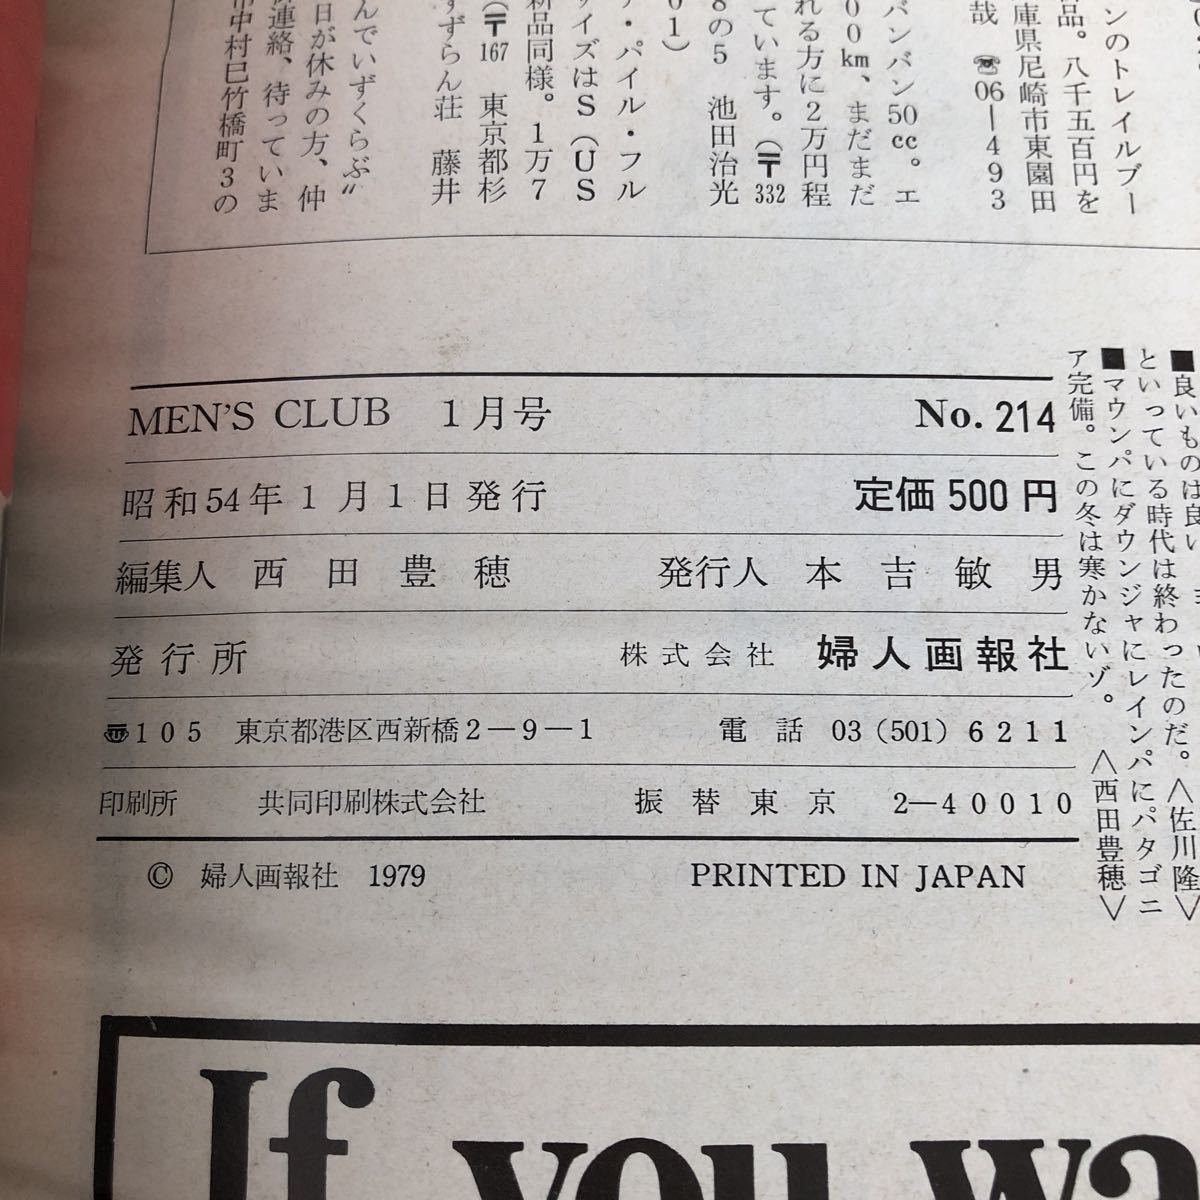 ンのトレイルブー
品。八千五百円を
庫県尼崎市東園田
哉 ☎06―493
バンバン50cc。エ
00km、まだまだ
れる方に2万円程
ています。(〒332
8の5 池田治光
01)
ア・パイル・フル
イズはS(US
新品同様。1万7
(〒167 東京都杉
すずらん荘 藤井
んでいずくらぶ〟
日が休みの方、仲
連絡、待っていま
市中村巳竹橋町3の
■良いものは良い
といっている時代は終わったのだ。〈佐川隆〉
■マウンパにダウンジャにレインパにパタゴニ
ア完備。この冬は寒かないゾ。 〈西田豊穂〉
MEN'S CLUB 1月号 No. 214
昭和54年1月1日発行 定価500円
編集人 西田豊穂 発行人 本吉敏男
発行所 株式会社 婦人画報社
〠105 東京都港区西新橋2－9－1 電話 03(501)6211
印刷所 共同印刷株式会社 振替東京 2―40010
© 婦人画報社 1979 PRINTED IN JAPAN
If you wa